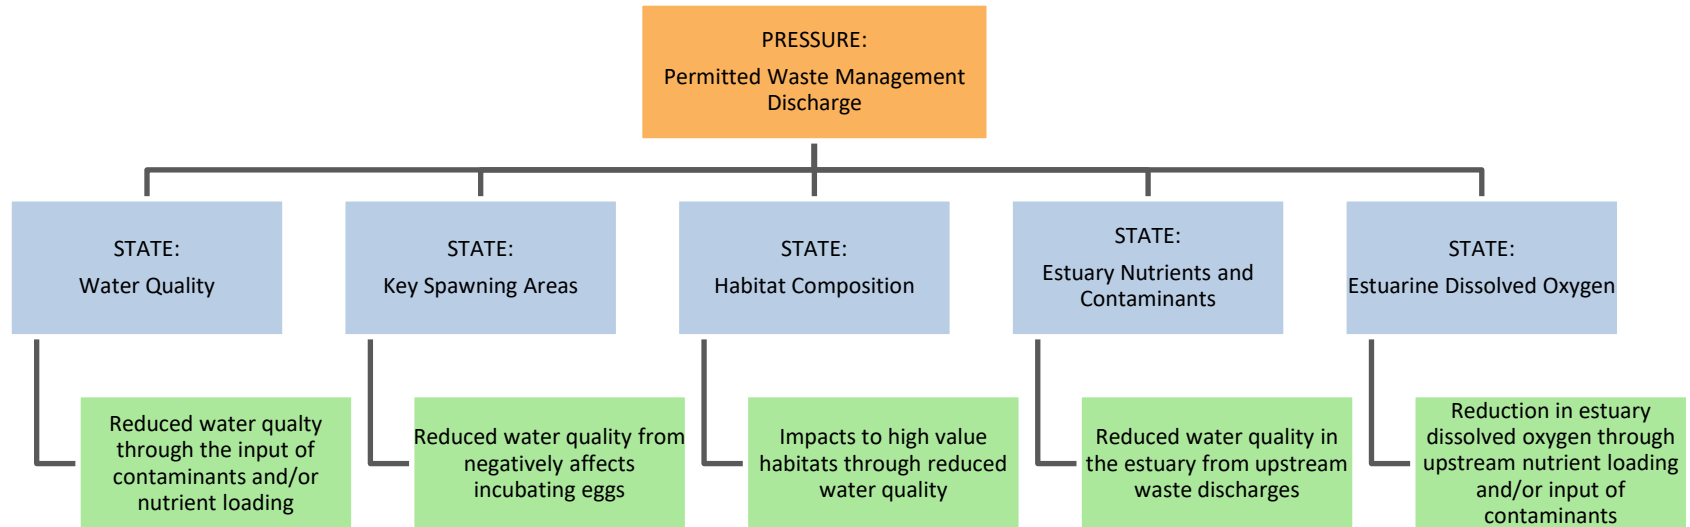 PRESSURE:
Permitted Waste Management
Discharge
STATE:
Water Quality
STATE:
Key Spawning Areas
STATE:
Habitat Composition
STATE:
Estuary Nutrients and
Contaminants
STATE:
Estuarine Dissolved Oxygen
Reduced water qualty
through the input of
contaminants and/or
nutrient loading
Reduced water quality from
negatively affects
incubating eggs
Impacts to high value
habitats through reduced
water quality
Reduced water quality in
the estuary from upstream
waste discharges
Reduction in estuary
dissolved oxygen through
upstream nutrient loading
and/or input of
contaminants